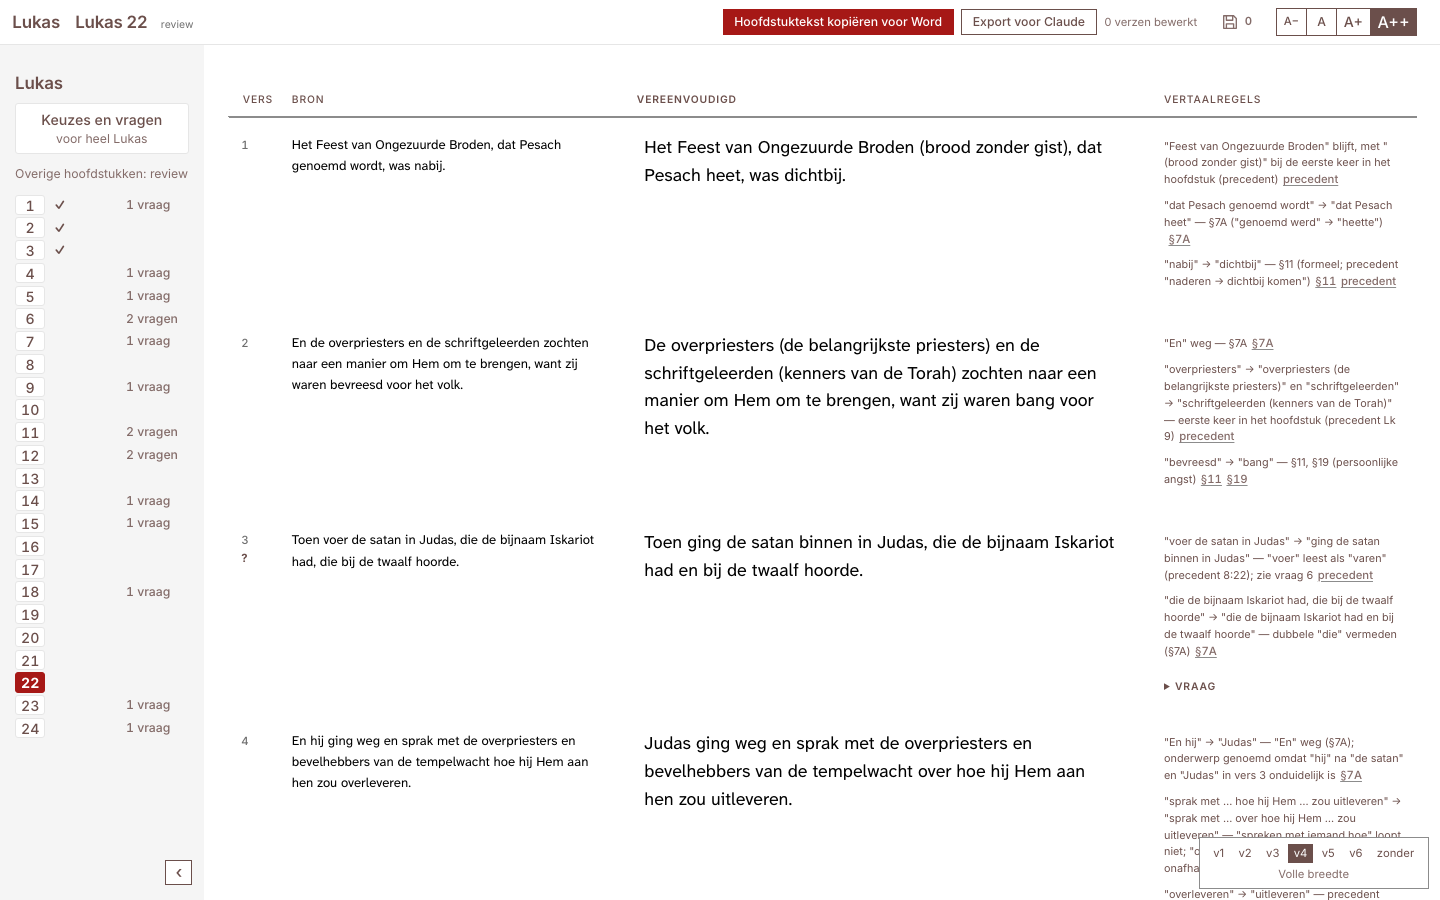 Lukas Lukas 22 review
Hoofdstuktekst kopiëren voor Word Export voor Claude 0 verzen bewerkt 0 A− A A+ A++
Lukas
Keuzes en vragen
voor heel Lukas
Overige hoofdstukken: review
1 ✓ 1 vraag
2 ✓
3 ✓
4 1 vraag
5 1 vraag
6 2 vragen
7 1 vraag
8
9 1 vraag
10
11 2 vragen
12 2 vragen
13
14 1 vraag
15 1 vraag
16
17
18 1 vraag
19
20
21
22
23 1 vraag
24 1 vraag
‹
VERS BRON VEREENVOUDIGD VERTAALREGELS
1
Het Feest van Ongezuurde Broden, dat Pesach
genoemd wordt, was nabij.
Het Feest van Ongezuurde Broden (brood zonder gist), dat
Pesach heet, was dichtbij.
"Feest van Ongezuurde Broden" blijft, met "
(brood zonder gist)" bij de eerste keer in het
hoofdstuk (precedent) precedent
"dat Pesach genoemd wordt" → "dat Pesach
heet" — §7A ("genoemd werd" → "heette")
§7A
"nabij" → "dichtbij" — §11 (formeel; precedent
"naderen → dichtbij komen") §11 precedent
2
En de overpriesters en de schriftgeleerden zochten
naar een manier om Hem om te brengen, want zij
waren bevreesd voor het volk.
De overpriesters (de belangrijkste priesters) en de
schriftgeleerden (kenners van de Torah) zochten naar een
manier om Hem om te brengen, want zij waren bang voor
het volk.
"En" weg — §7A §7A
"overpriesters" → "overpriesters (de
belangrijkste priesters)" en "schriftgeleerden"
→ "schriftgeleerden (kenners van de Torah)"
— eerste keer in het hoofdstuk (precedent Lk
9) precedent
"bevreesd" → "bang" — §11, §19 (persoonlijke
angst) §11 §19
3
?
Toen voer de satan in Judas, die de bijnaam Iskariot
had, die bij de twaalf hoorde.
Toen ging de satan binnen in Judas, die de bijnaam Iskariot
had en bij de twaalf hoorde.
"voer de satan in Judas" → "ging de satan
binnen in Judas" — "voer" leest als "varen"
(precedent 8:22); zie vraag 6 precedent
"die de bijnaam Iskariot had, die bij de twaalf
hoorde" → "die de bijnaam Iskariot had en bij
de twaalf hoorde" — dubbele "die" vermeden
(§7A) §7A
▶ VRAAG
4
En hij ging weg en sprak met de overpriesters en
bevelhebbers van de tempelwacht hoe hij Hem aan
hen zou overleveren.
Judas ging weg en sprak met de overpriesters en
bevelhebbers van de tempelwacht over hoe hij Hem aan
hen zou uitleveren.
"En hij" → "Judas" — "En" weg (§7A);
onderwerp genoemd omdat "hij" na "de satan"
en "Judas" in vers 3 onduidelijk is §7A
"sprak met ... hoe hij Hem ... zou uitleveren" →
"sprak met ... over hoe hij Hem ... zou
uitleveren" — "spreken met iemand hoe" loopt
niet;
"overleveren" → "uitleveren" — precedent
v1 v2 v3 v4 v5 v6 zonder
Volle breedte